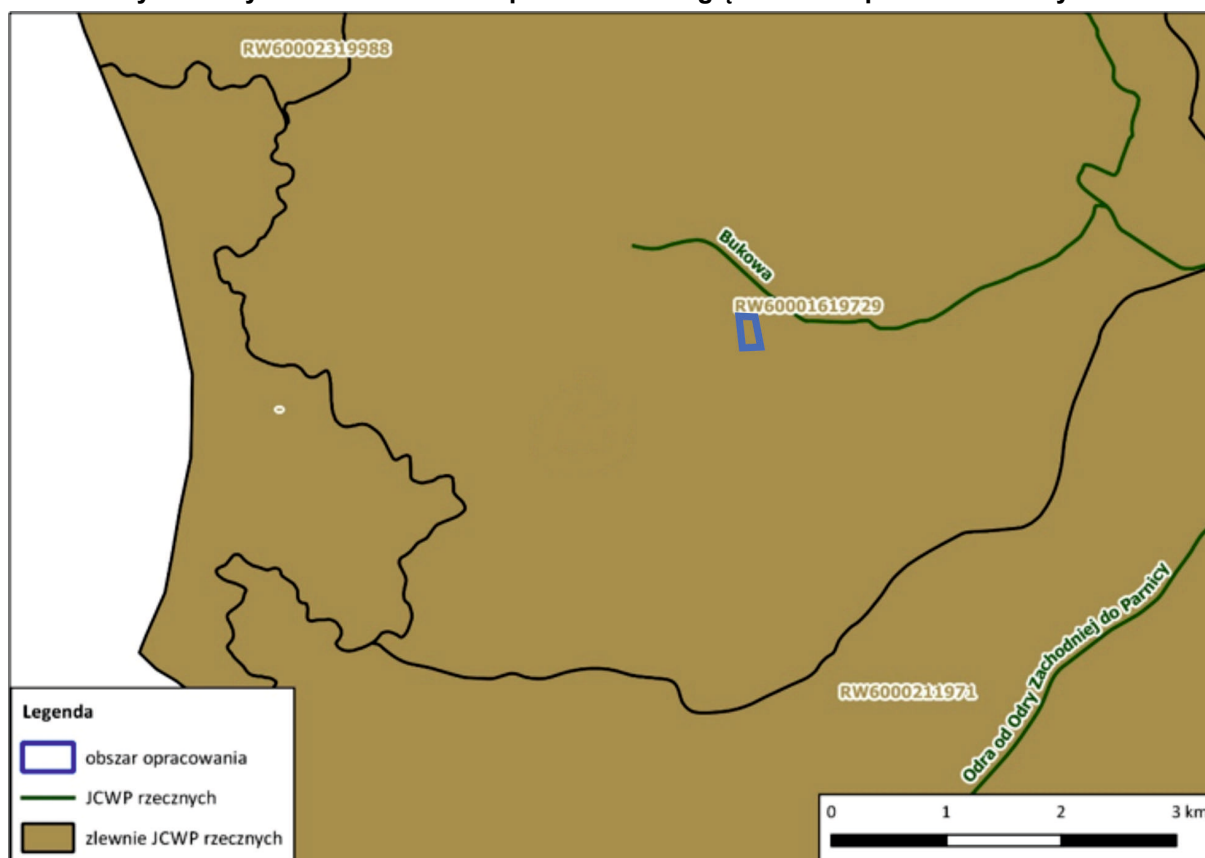 RW60002319988
Bukowa
RW60001619729
RW6000211971
Odra od Odry Zachodniej do Parnicy
Legenda
obszar opracowania
JCWP rzecznych
zlewnie JCWP rzecznych
0 1 2 3 km